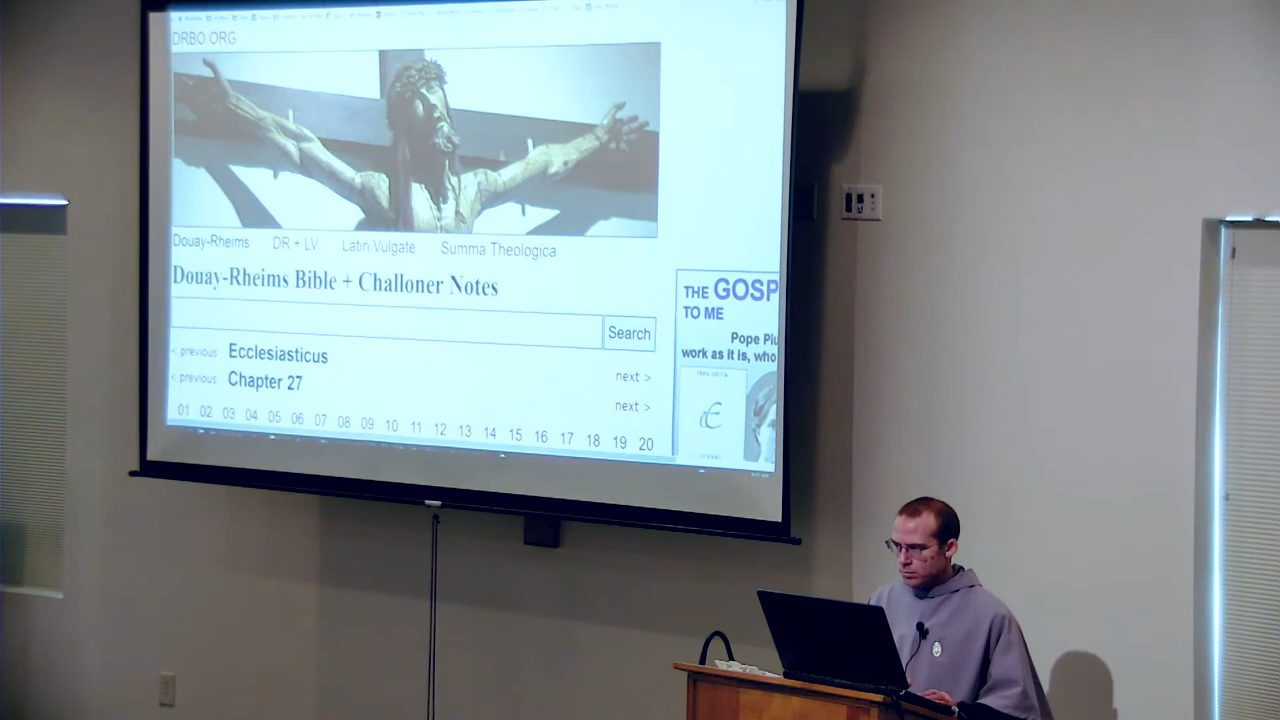 DRBO.ORG
Douay-Rheims DR + LV Latin Vulgate Summa Theologica
Douay-Rheims Bible + Challoner Notes
Search
< previous Ecclesiasticus next >
< previous Chapter 27 next >
01 02 03 04 05 06 07 08 09 10 11 12 13 14 15 16 17 18 19 20
THE GOSP
TO ME
Pope Piu
work as it is, who